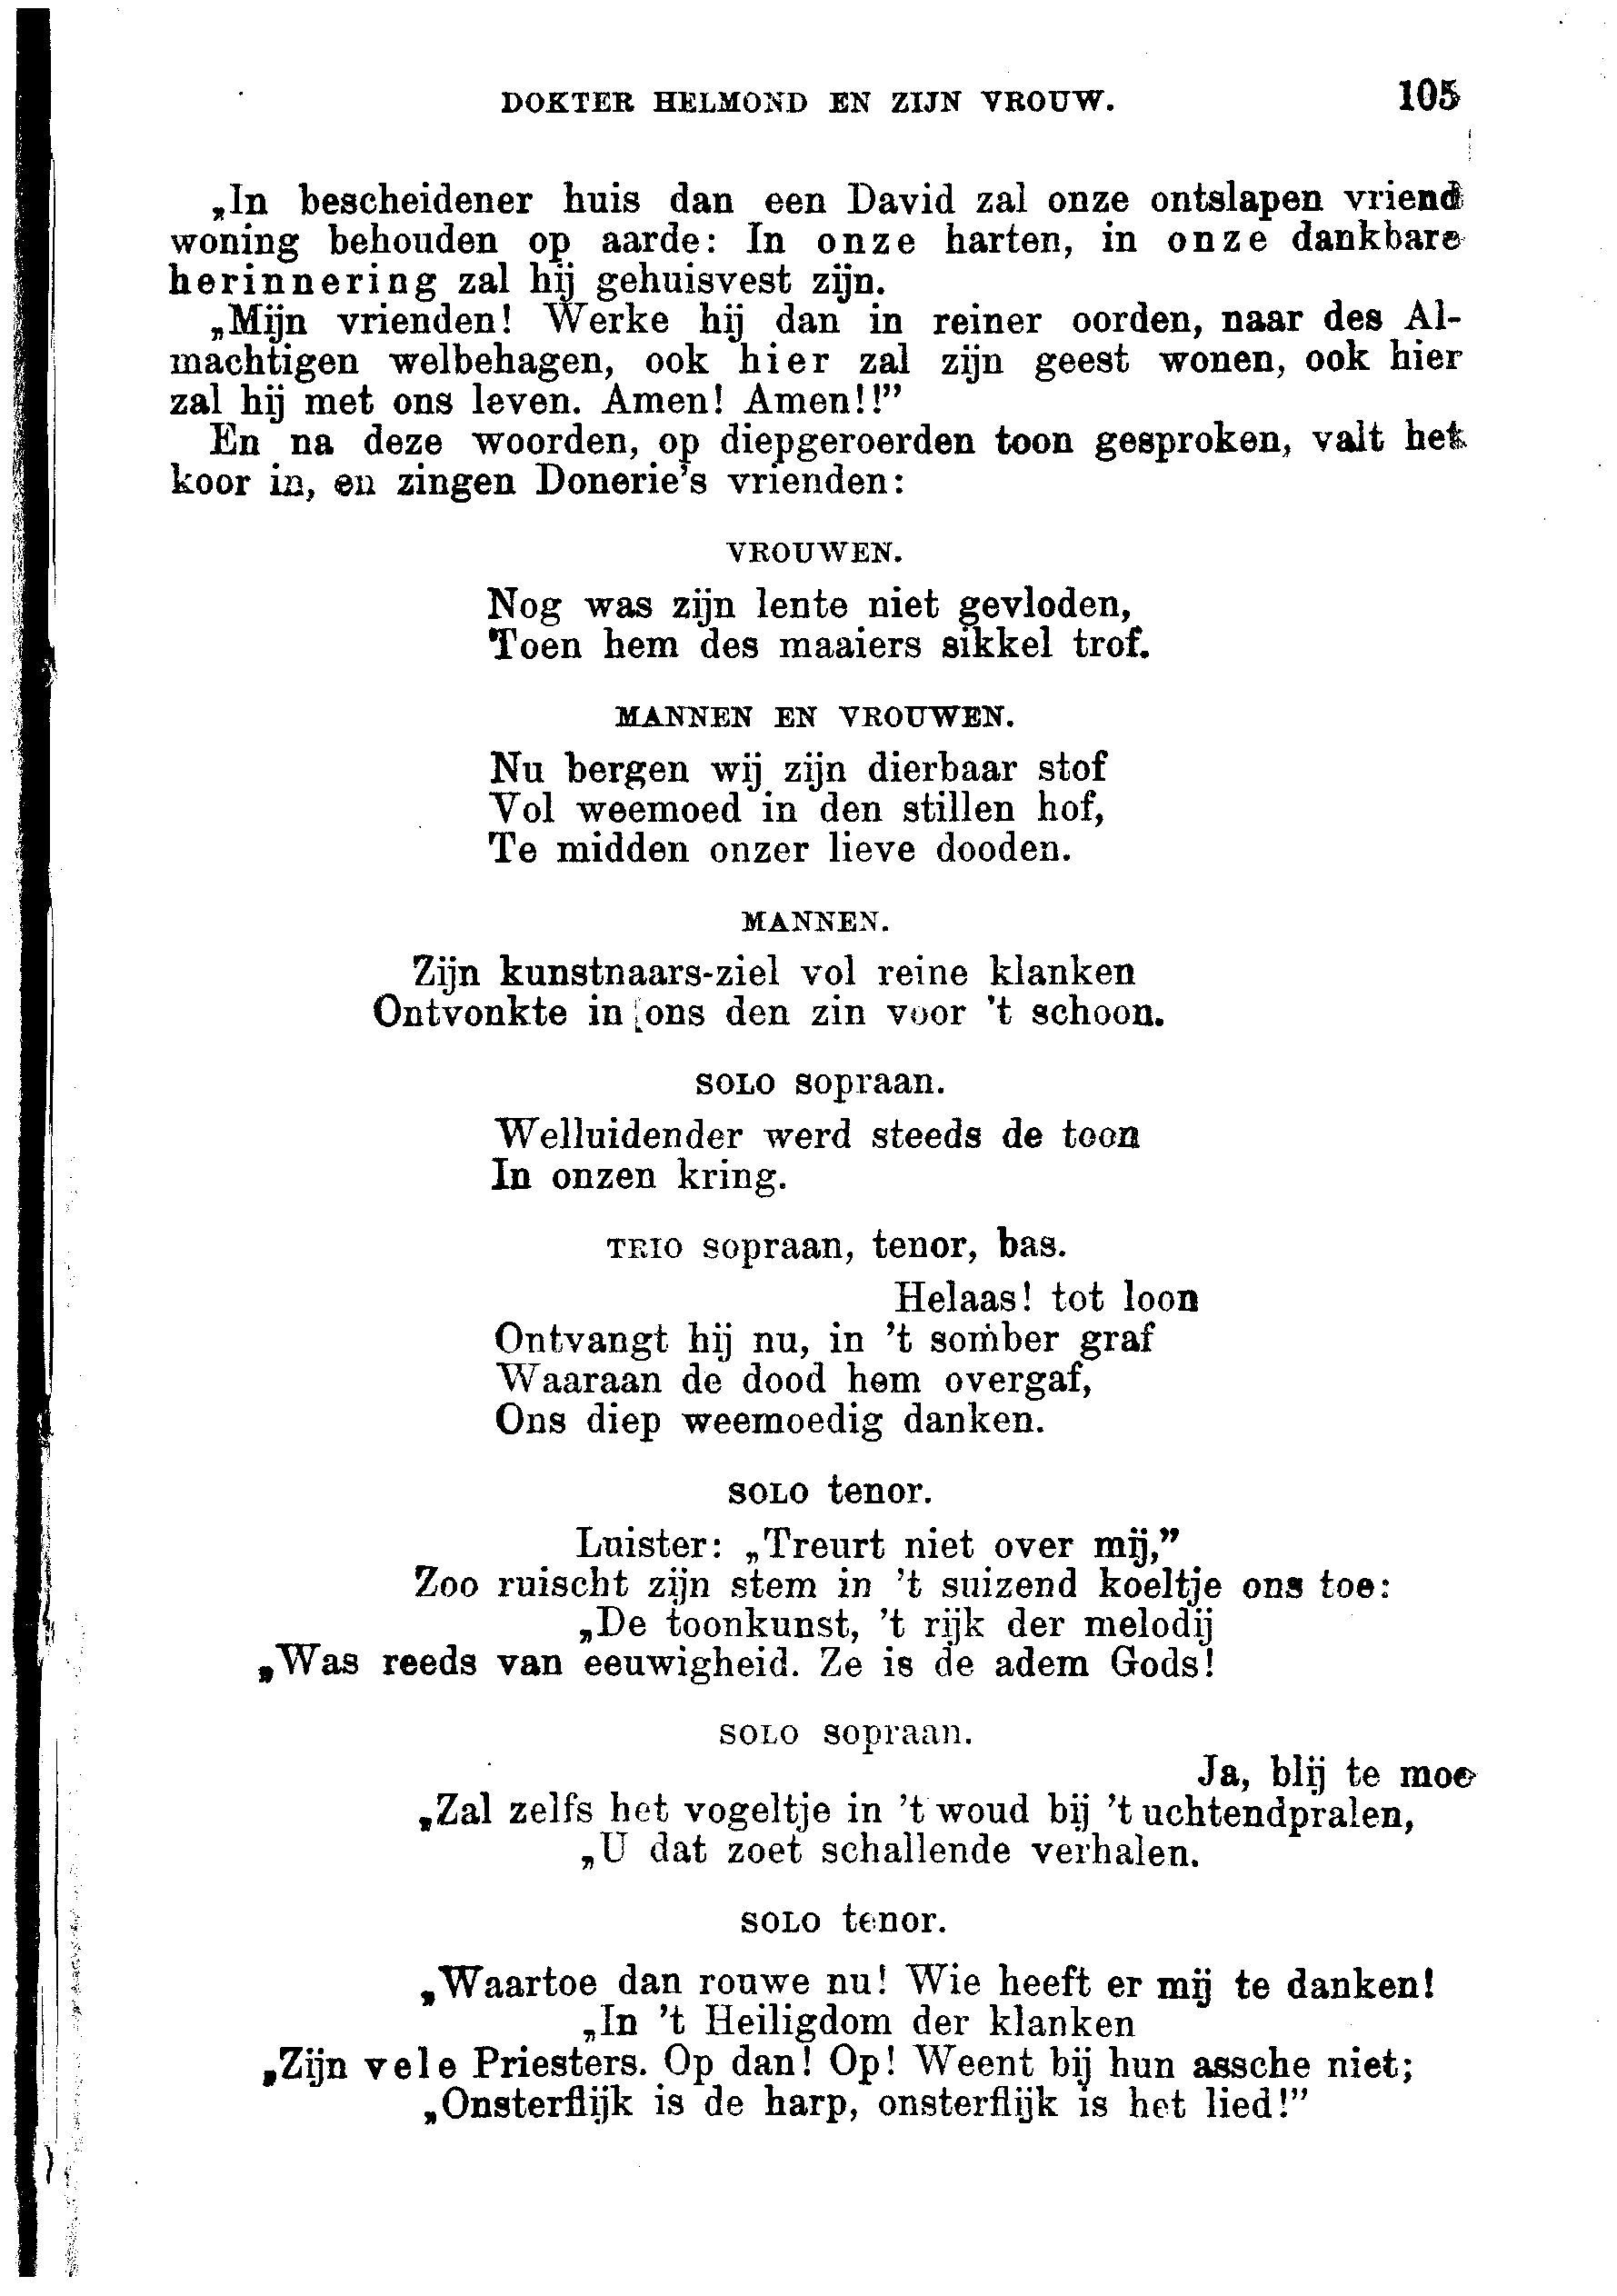 DOKTER HELMOND EN ZIJN VROUW. 105
„In bescheidener huis dan een David zal onze ontslapen vriend
woning behouden op aarde: In onze harten, in onze dankbare
herinnering zal hij gehuisvest zijn.
„Mijn vrienden! Werke hij dan in reiner oorden, naar des Al-
machtigen welbehagen, ook hier zal zijn geest wonen, ook hier
zal hij met ons leven. Amen! Amen!!”
En na deze woorden, op diepgeroerden toon gesproken, valt het
koor in, en zingen Donerie's vrienden:
VROUWEN.
Nog was zijn lente niet gevloden,
Toen hem des maaiers sikkel trof.
MANNEN EN VROUWEN.
Nu bergen wij zijn dierbaar stof
Vol weemoed in den stillen hof,
Te midden onzer lieve dooden.
MANNEN.
Zijn kunstnaars-ziel vol reine klanken
Ontvonkte in ons den zin voor 't schoon.
SOLO sopraan.
Welluidender werd steeds de toon
In onzen kring.
TRIO sopraan, tenor, bas.
Helaas! tot loon
Ontvangt hij nu, in 't somber graf
Waaraan de dood hem overgaf,
Ons diep weemoedig danken.
SOLO tenor.
Luister: „Treurt niet over mij,”
Zoo ruischt zijn stem in 't suizend koeltje ons toe:
„De toonkunst, 't rijk der melodij
„Was reeds van eeuwigheid. Ze is de adem Gods!
SOLO sopraan.
Ja, blij te moe
„Zal zelfs het vogeltje in 't woud bij 't uchtendpralen,
„U dat zoet schallende verhalen.
SOLO tenor.
„Waartoe dan rouwe nu! Wie heeft er mij te danken!
„In 't Heiligdom der klanken
„Zijn vele Priesters. Op dan! Op! Weent bij hun assche niet;
„Onsterflijk is de harp, onsterflijk is het lied!”